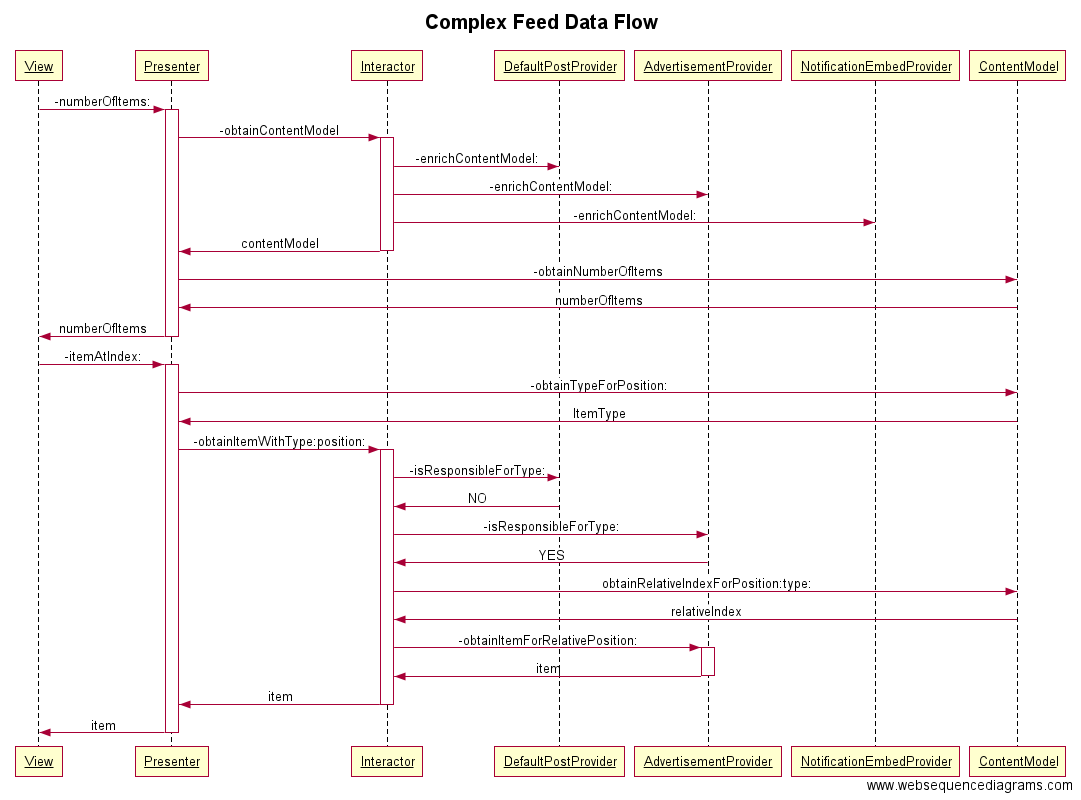 Complex Feed Data Flow
View Presenter Interactor DefaultPostProvider AdvertisementProvider NotificationEmbedProvider ContentModel
-numberOfItems:
-obtainContentModel
-enrichContentModel:
-enrichContentModel:
-enrichContentModel:
contentModel
-obtainNumberOfItems
numberOfItems
numberOfItems
-itemAtIndex:
-obtainTypeForPosition:
ItemType
-obtainItemWithType:position:
-isResponsibleForType:
NO
-isResponsibleForType:
YES
obtainRelativeIndexForPosition:type:
relativeIndex
-obtainItemForRelativePosition:
item
item
item
View Presenter Interactor DefaultPostProvider AdvertisementProvider NotificationEmbedProvider ContentModel
www.websequencediagrams.com